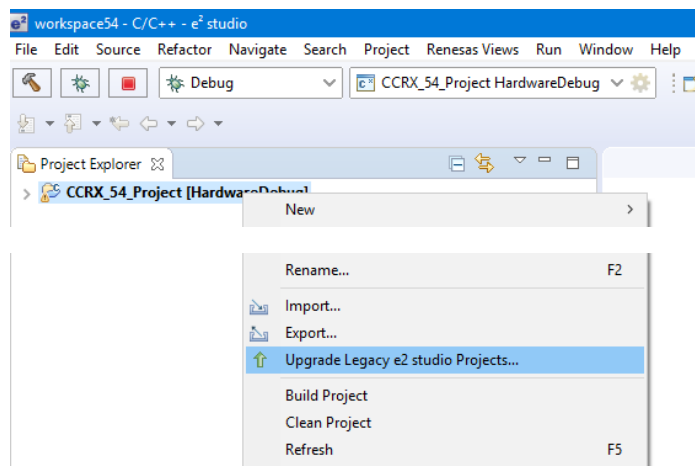 e² workspace54 - C/C++ - e² studio
File Edit Source Refactor Navigate Search Project Renesas Views Run Window Help
Debug CCRX_54_Project HardwareDebug
Project Explorer
CCRX_54_Project [HardwareDebug]
New
Rename... F2
Import...
Export...
Upgrade Legacy e2 studio Projects...
Build Project
Clean Project
Refresh F5